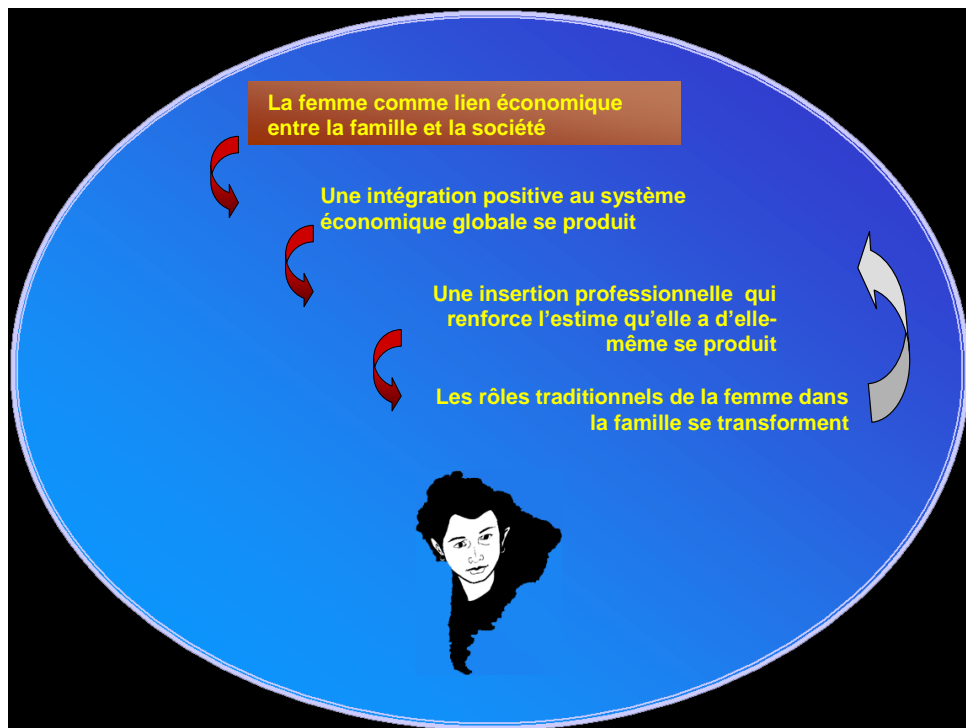 La femme comme lien économique
entre la famille et la société
Une intégration positive au système
économique globale se produit
Une insertion professionnelle qui
renforce l’estime qu’elle a d’elle-
même se produit
Les rôles traditionnels de la femme dans
la famille se transforment